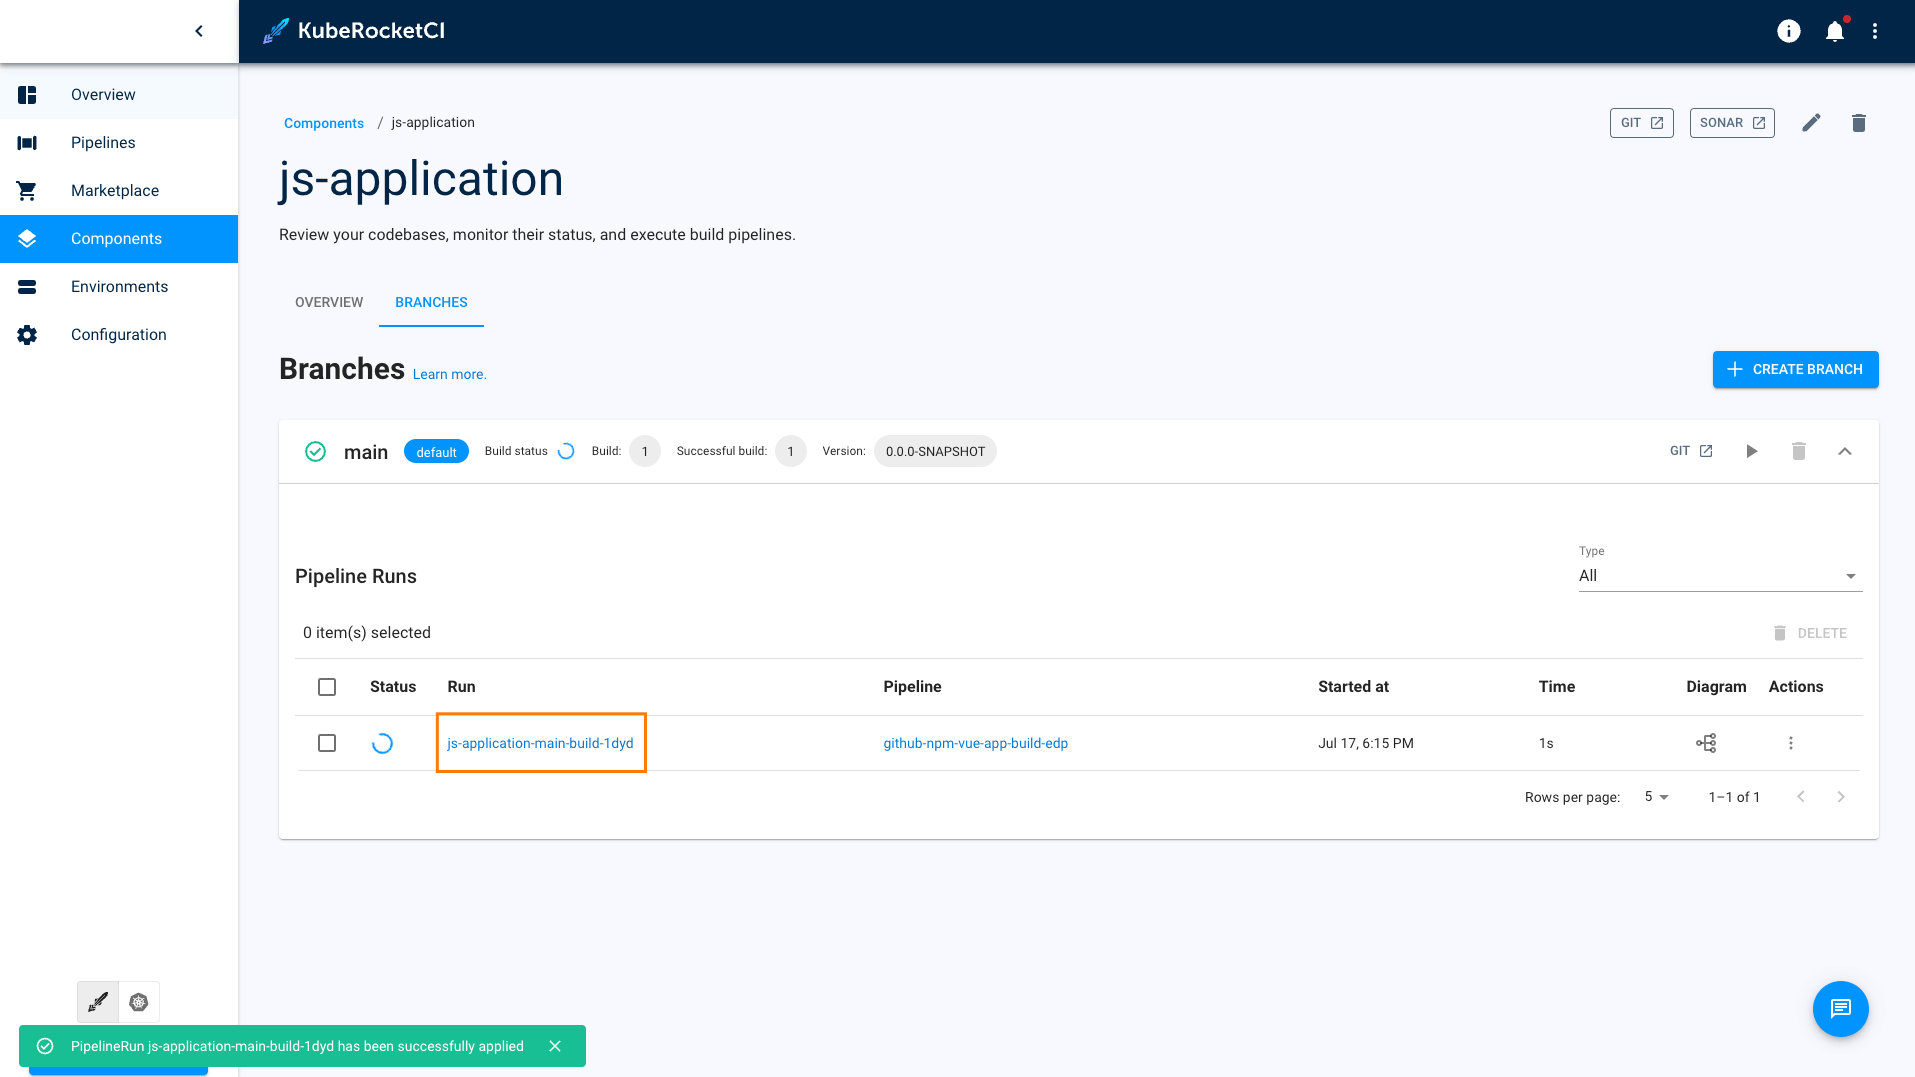 KubeRocketCI
Overview
Pipelines
Marketplace
Components
Environments
Configuration
Components / js-application
GIT
SONAR
js-application
Review your codebases, monitor their status, and execute build pipelines.
OVERVIEW
BRANCHES
Branches Learn more.
CREATE BRANCH
main default Build status Build: 1 Successful build: 1 Version: 0.0.0-SNAPSHOT GIT
Type
Pipeline Runs
All
0 item(s) selected
DELETE
Status Run Pipeline Started at Time Diagram Actions
js-application-main-build-1dyd github-npm-vue-app-build-edp Jul 17, 6:15 PM 1s
Rows per page: 5 1–1 of 1
PipelineRun js-application-main-build-1dyd has been successfully applied